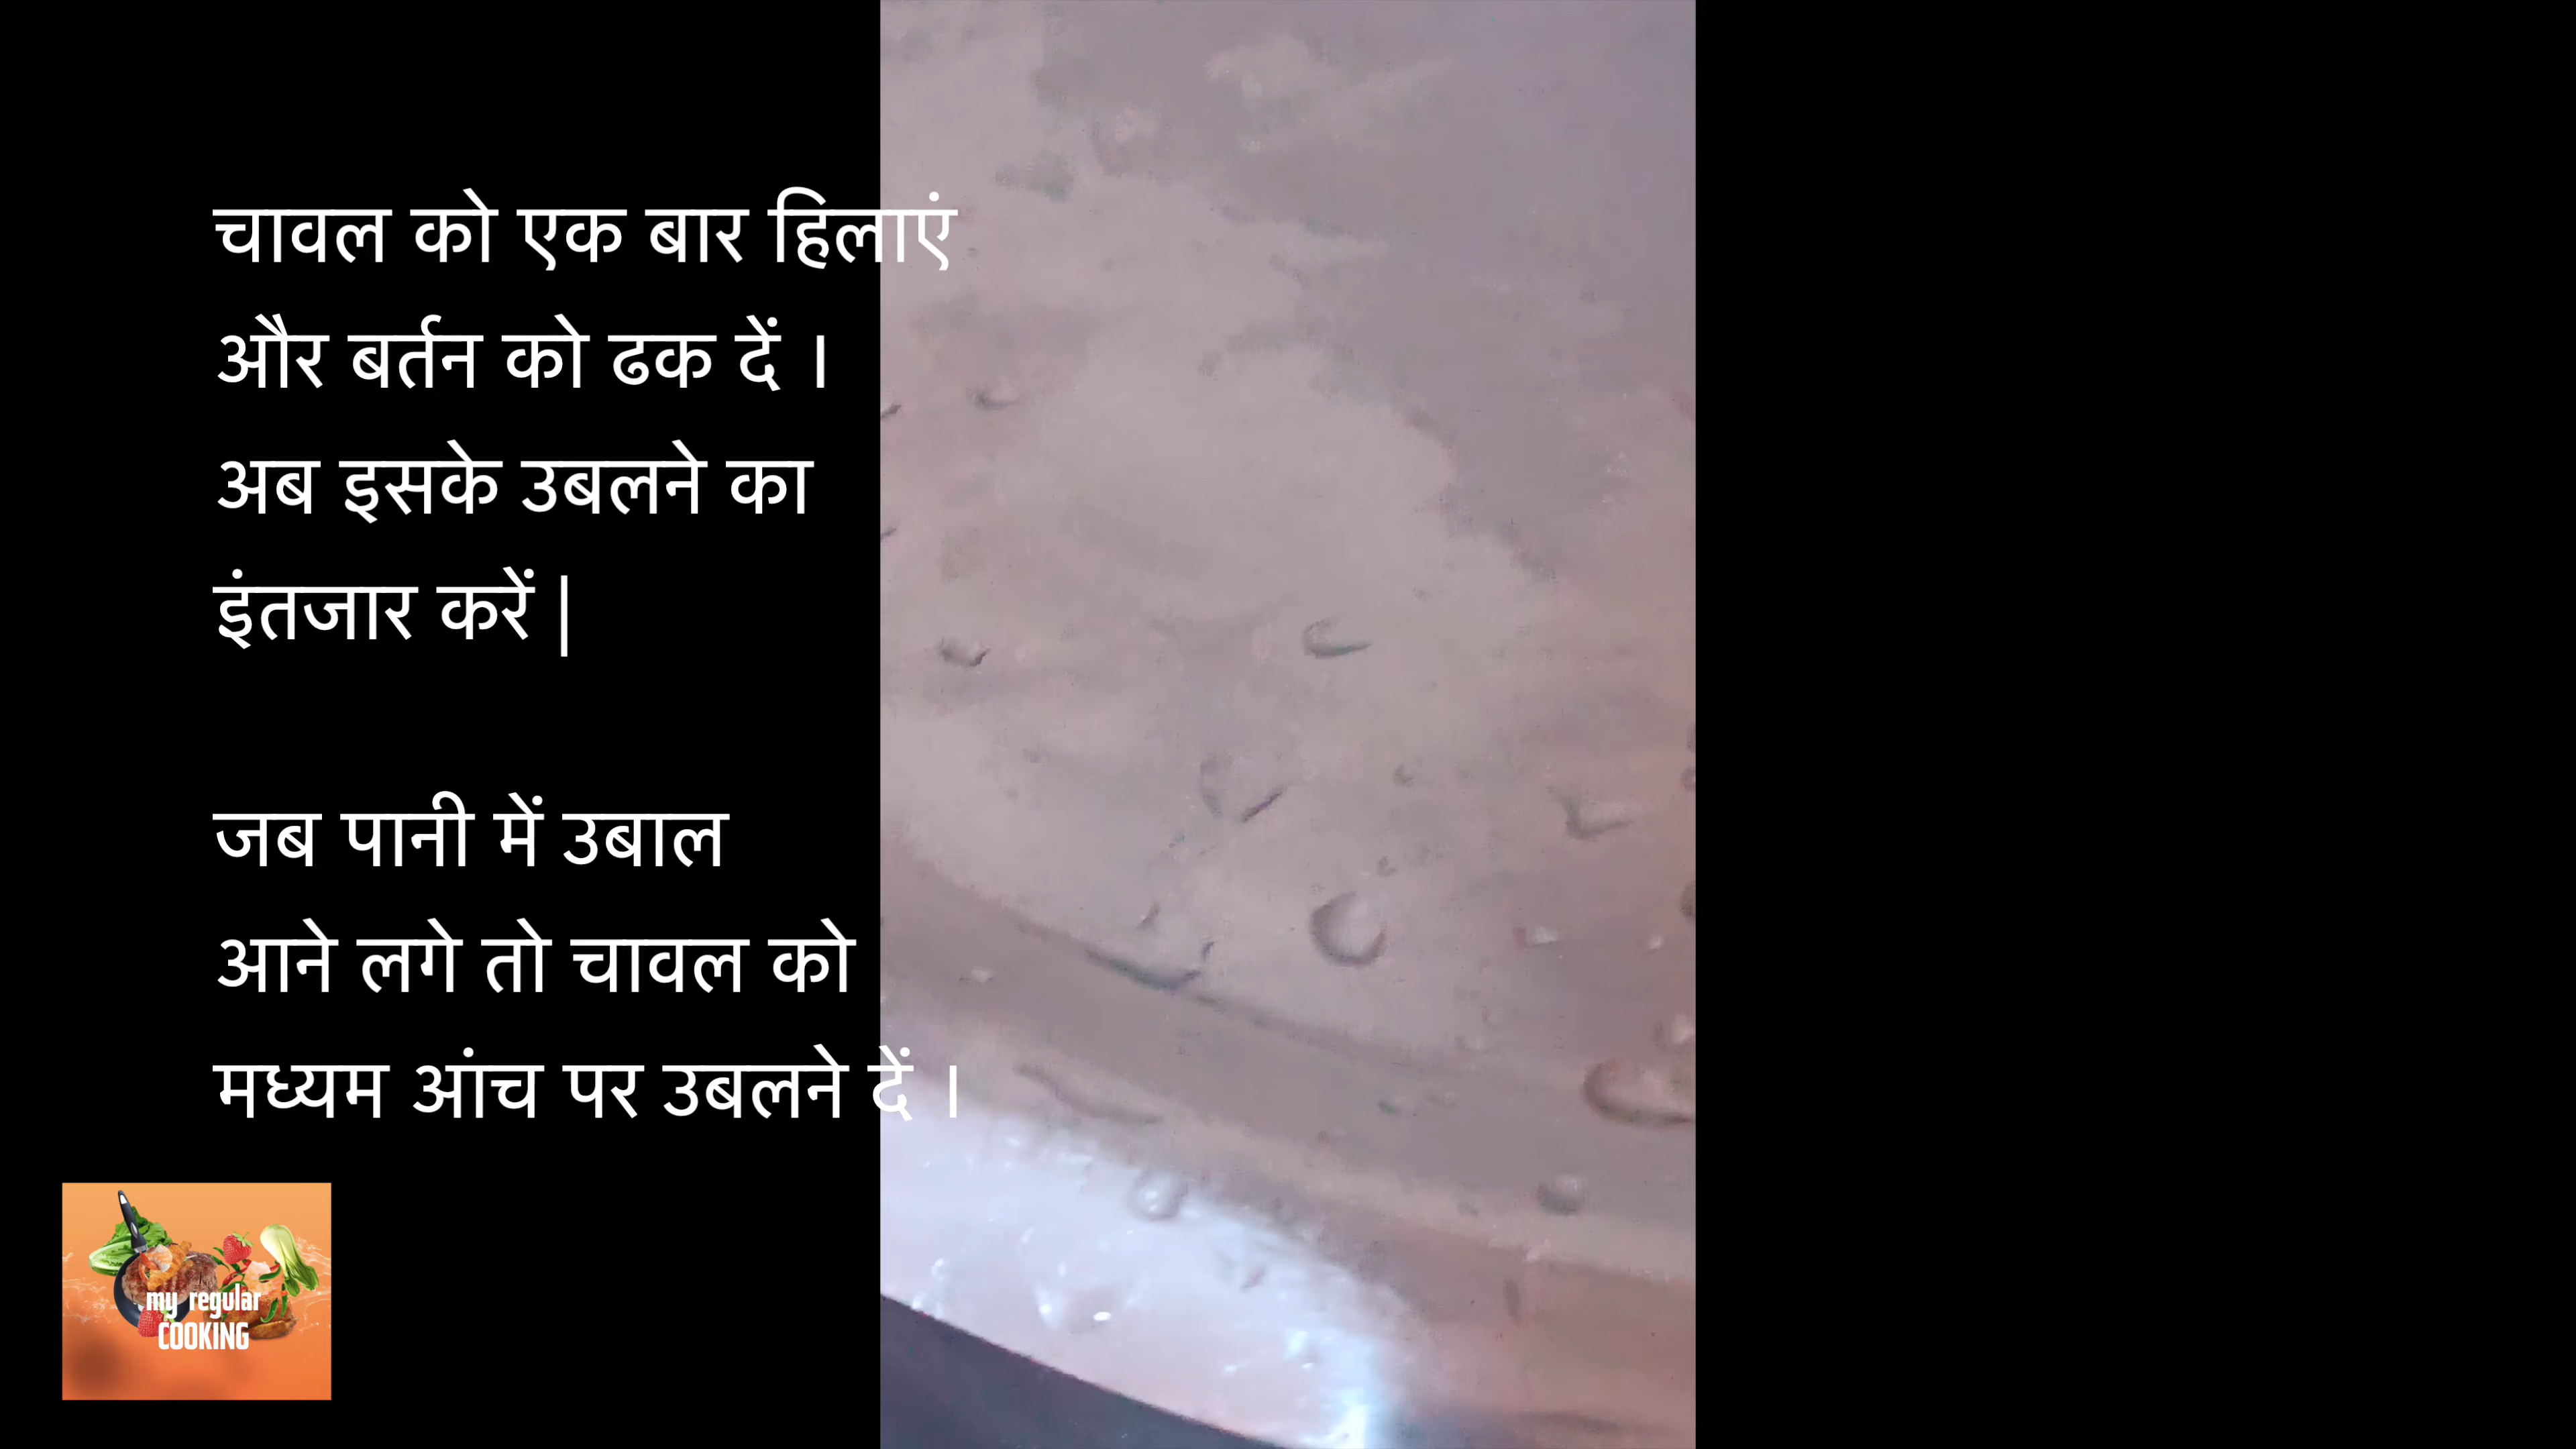 चावल को एक बार हिलाएं
और बर्तन को ढक दें ।
अब इसके उबलने का
इंतजार करें |
जब पानी में उबाल
आने लगे तो चावल को
मध्यम आंच पर उबलने दें ।
my regular
COOKING